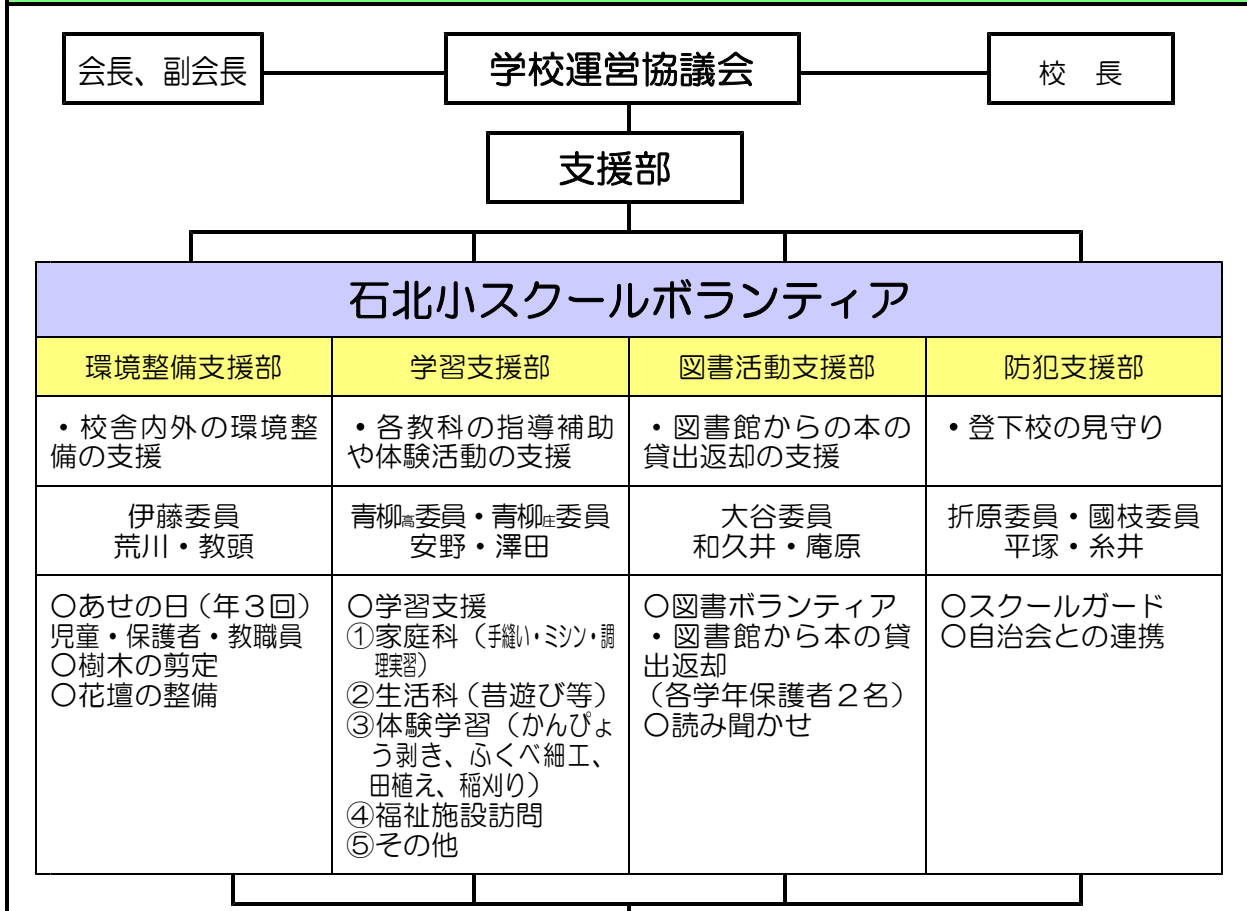 会長、副会長
学校運営協議会
校　長
支援部
石北小スクールボランティア
環境整備支援部
学習支援部
図書活動支援部
防犯支援部
・校舎内外の環境整
備の支援
・各教科の指導補助
や体験活動の支援
・図書館からの本の
貸出返却の支援
・登下校の見守り
伊藤委員
荒川・教頭
青柳高委員・青柳庄委員
安野・澤田
大谷委員
和久井・庵原
折原委員・國枝委員
平塚・糸井
〇あせの日（年３回）
児童・保護者・教職員
〇樹木の剪定
〇花壇の整備
〇学習支援
①家庭科（手縫い・ミシン・調
理実習）
②生活科（昔遊び等）
③体験学習（かんぴょ
う剥き、ふくべ細工、
田植え、稲刈り）
④福祉施設訪問
⑤その他
〇図書ボランティア
・図書館から本の貸
出返却
（各学年保護者２名）
〇読み聞かせ
〇スクールガード
〇自治会との連携